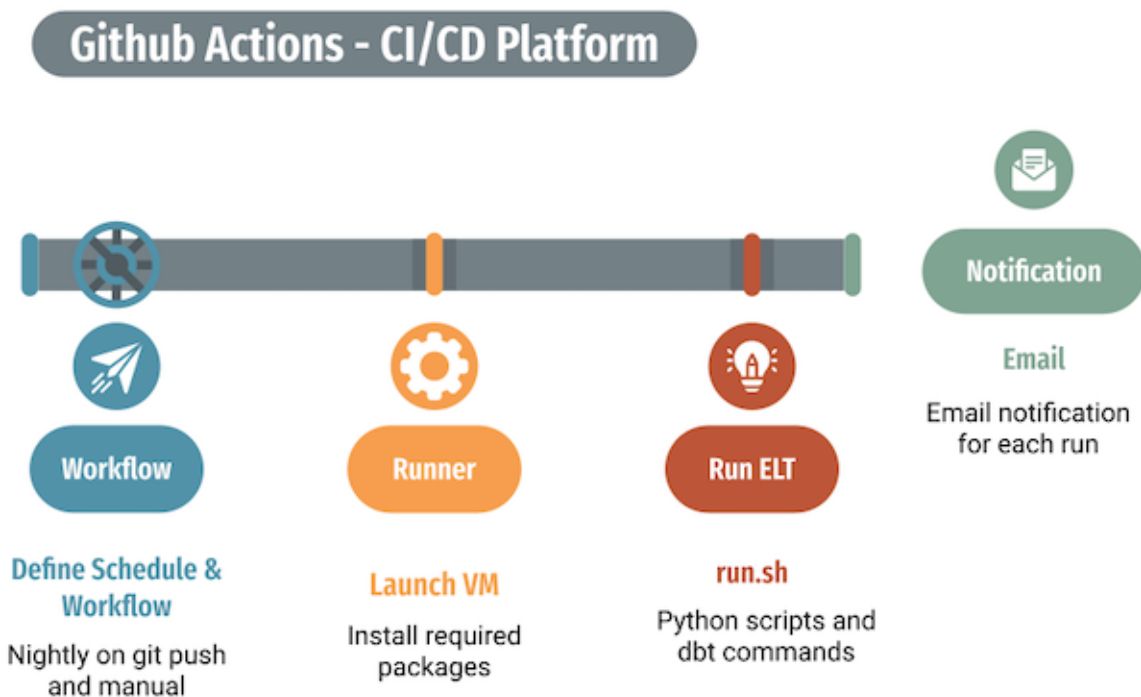 Github Actions - CI/CD Platform
Workflow
Define Schedule &
Workflow
Nightly on git push
and manual
Runner
Launch VM
Install required
packages
Run ELT
run.sh
Python scripts and
dbt commands
Notification
Email
Email notification
for each run